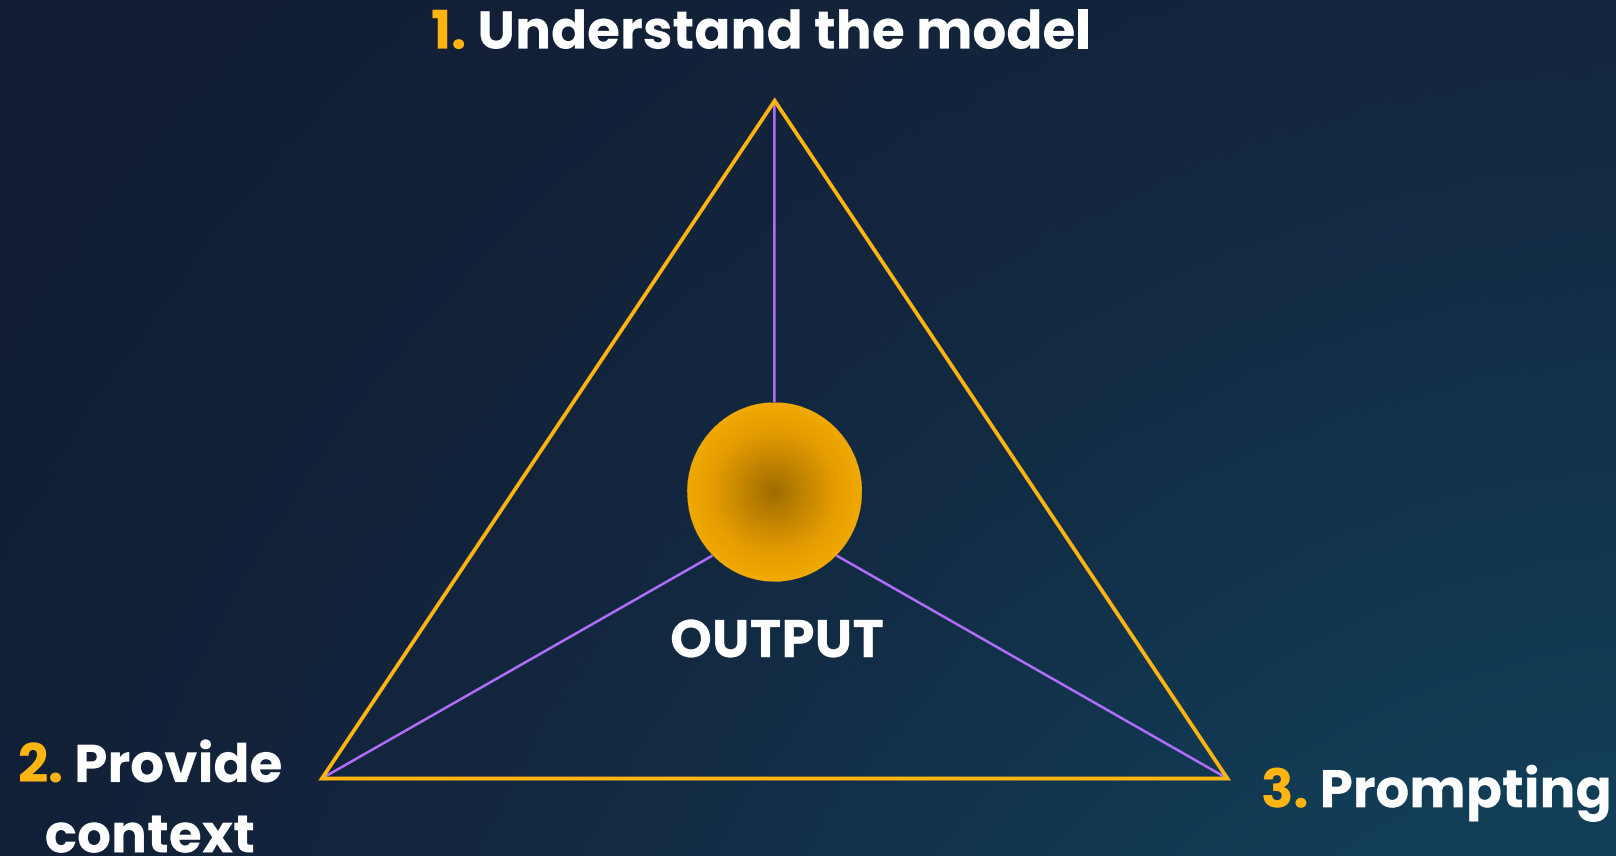 1. Understand the model
OUTPUT
2. Provide
context
3. Prompting